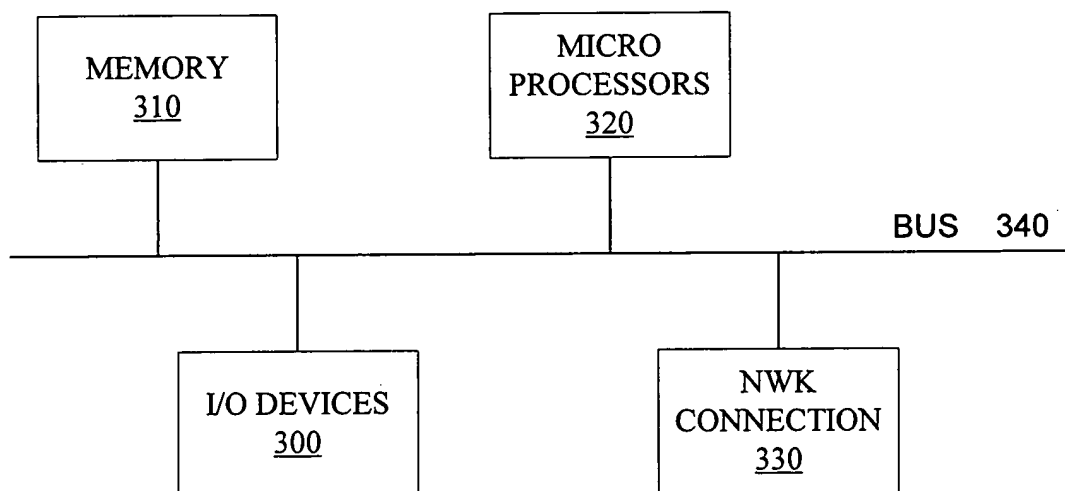 MEMORY
310
MICRO
PROCESSORS
320
BUS 340
I/O DEVICES
300
NWK
CONNECTION
330